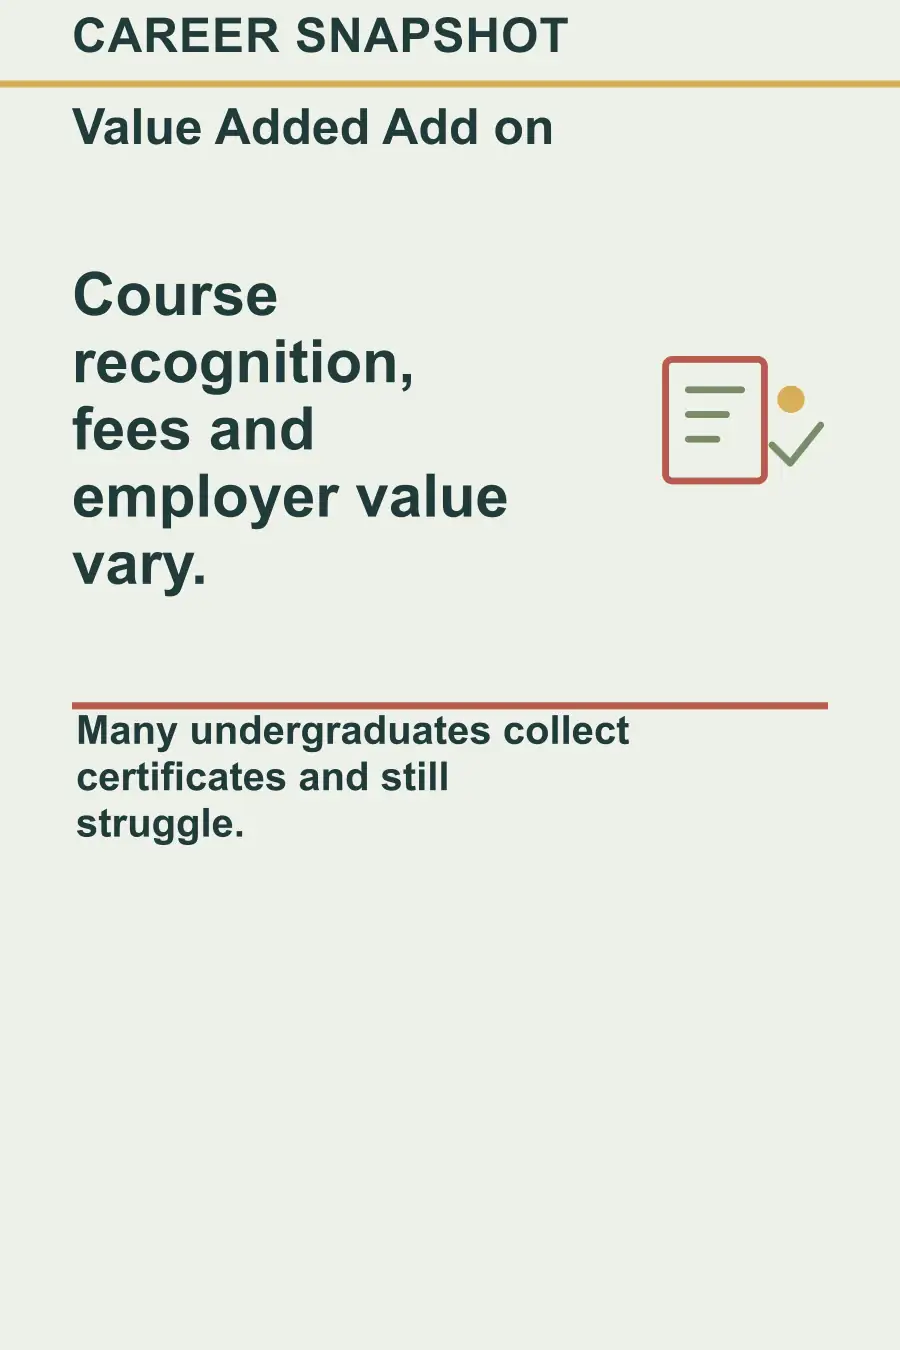 CAREER SNAPSHOT
Value Added Add on
Course
recognition,
fees and
employer value
vary.
Many undergraduates collect
certificates and still
struggle.